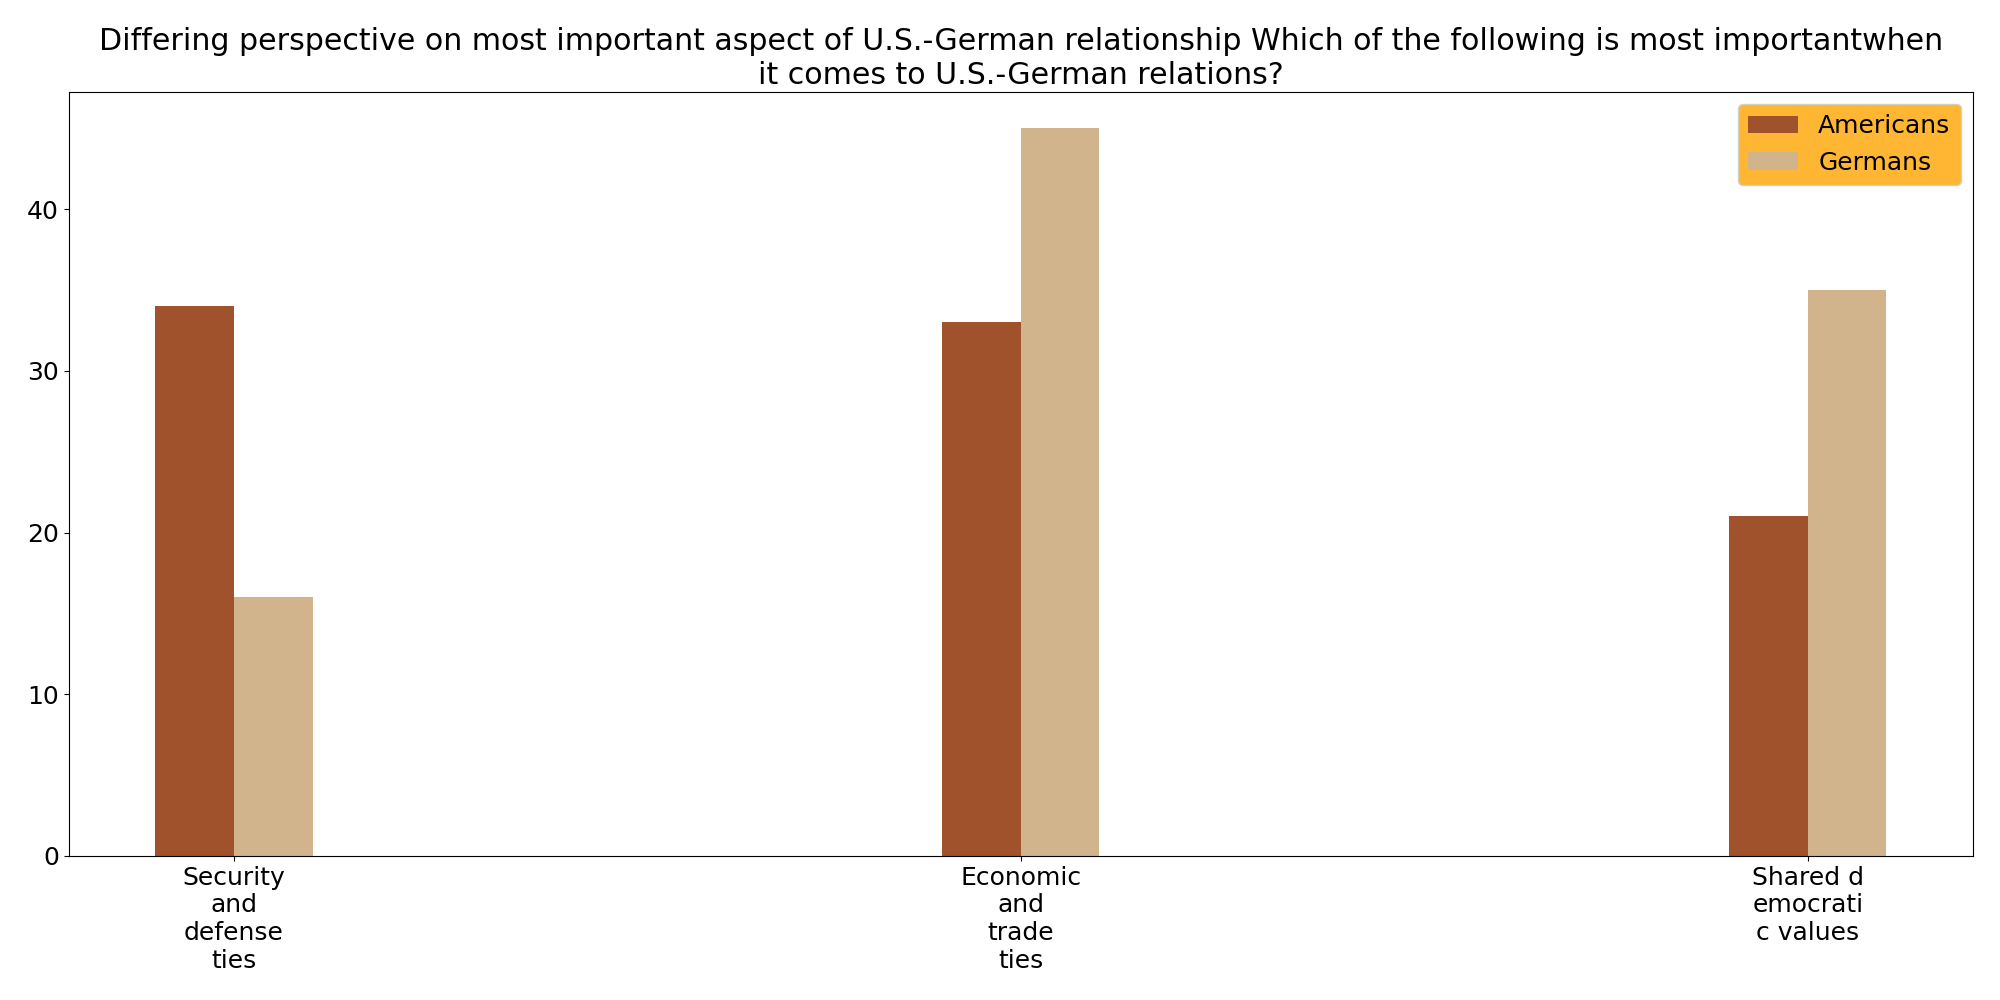 Differing perspective on most important aspect of U.S.-German relationship Which of the following is most importantwhen
it comes to U.S.-German relations?
Americans
Germans
40
30
20
10
0
Security
and
defense
ties
Economic
and
trade
ties
Shared d
emocrati
c values